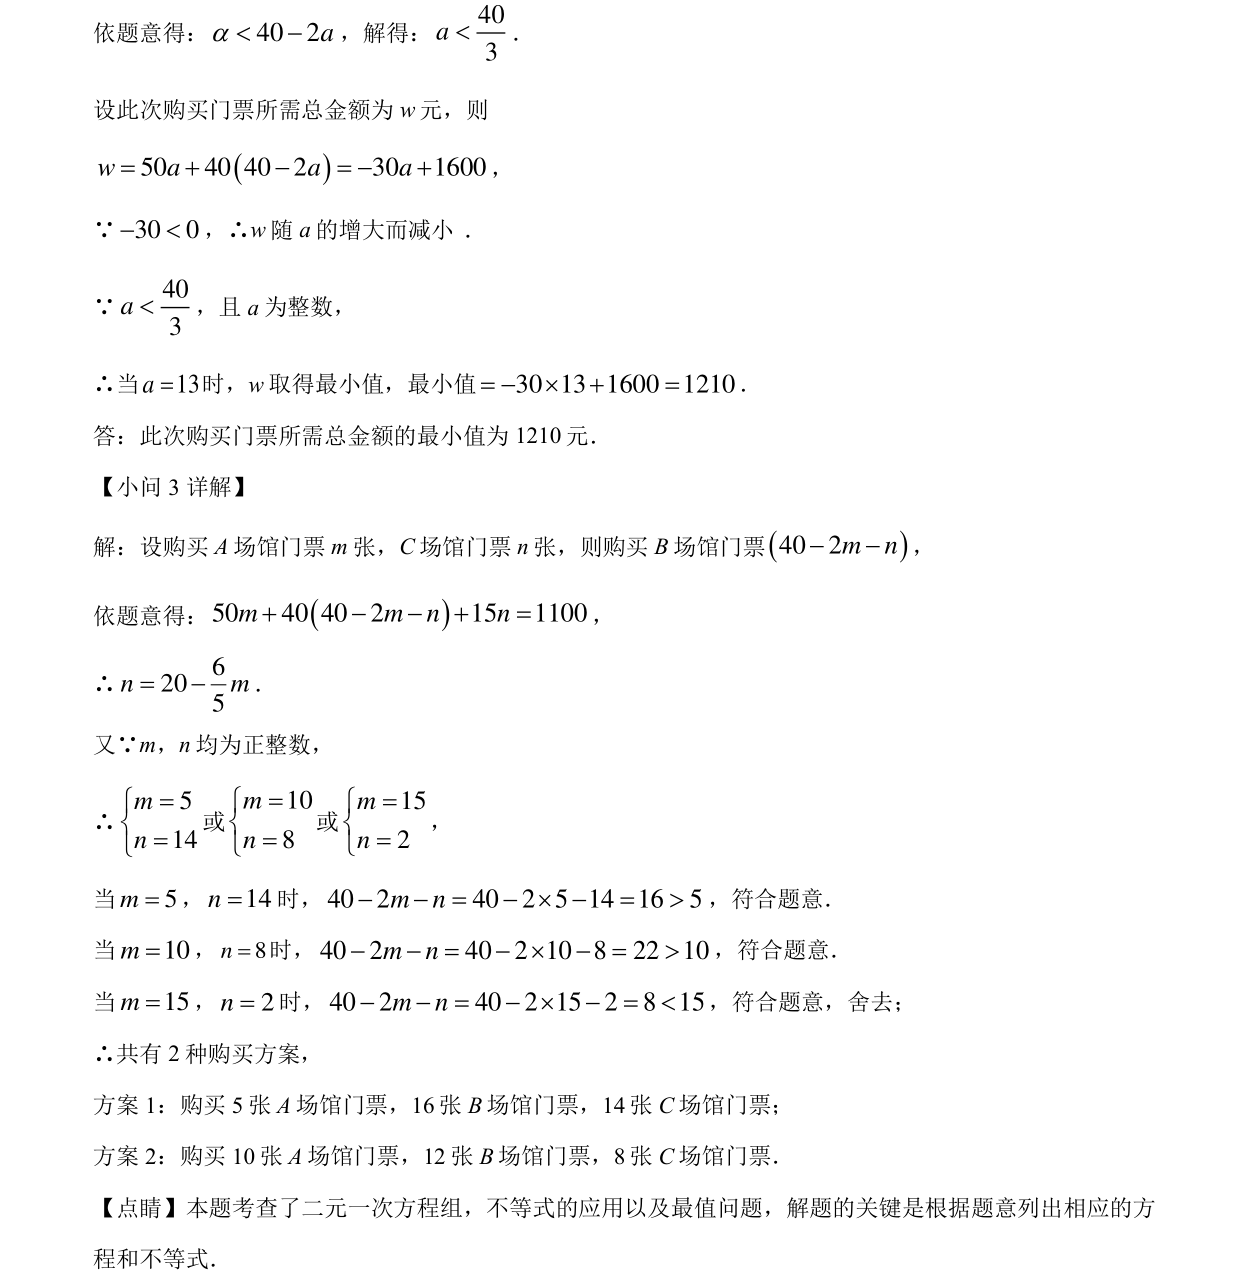 依题意得：α < 40 − 2a，解得：a < 40/3．
设此次购买门票所需总金额为 w 元，则
w = 50a + 40(40 − 2a) = −30a + 1600，
∵ −30 < 0，∴w 随 a 的增大而减小．
∵ a < 40/3，且 a 为整数，
∴当 a = 13 时，w 取得最小值，最小值 = −30×13 + 1600 = 1210．
答：此次购买门票所需总金额的最小值为 1210 元．
【小问 3 详解】
解：设购买 A 场馆门票 m 张，C 场馆门票 n 张，则购买 B 场馆门票(40 − 2m − n)，
依题意得：50m + 40(40 − 2m − n) + 15n = 1100，
∴ n = 20 − 6/5 m．
又∵m，n 均为正整数，
∴ {m = 5 n = 14 或 {m = 10 n = 8 或 {m = 15 n = 2，
当 m = 5，n = 14 时，40 − 2m − n = 40 − 2×5 − 14 = 16 > 5，符合题意．
当 m = 10，n = 8 时，40 − 2m − n = 40 − 2×10 − 8 = 22 > 10，符合题意．
当 m = 15，n = 2 时，40 − 2m − n = 40 − 2×15 − 2 = 8 < 15，符合题意，舍去；
∴共有 2 种购买方案，
方案 1：购买 5 张 A 场馆门票，16 张 B 场馆门票，14 张 C 场馆门票；
方案 2：购买 10 张 A 场馆门票，12 张 B 场馆门票，8 张 C 场馆门票．
【点睛】本题考查了二元一次方程组，不等式的应用以及最值问题，解题的关键是根据题意列出相应的方
程和不等式．